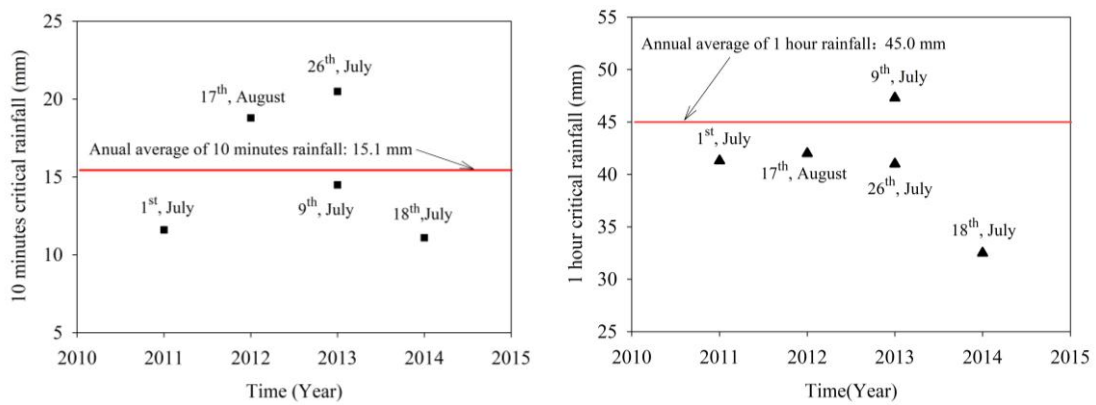 10 minutes critical rainfall (mm)
25
20
15
10
5
26th, July
17th, August
Anual average of 10 minutes rainfall: 15.1 mm
1st, July
9th, July
18th,July
2010 2011 2012 2013 2014 2015
Time (Year)
1 hour critical rainfall (mm)
55
50
45
40
35
30
25
Annual average of 1 hour rainfall: 45.0 mm
9th, July
1st, July
17th, August
26th, July
18th, July
2010 2011 2012 2013 2014 2015
Time(Year)